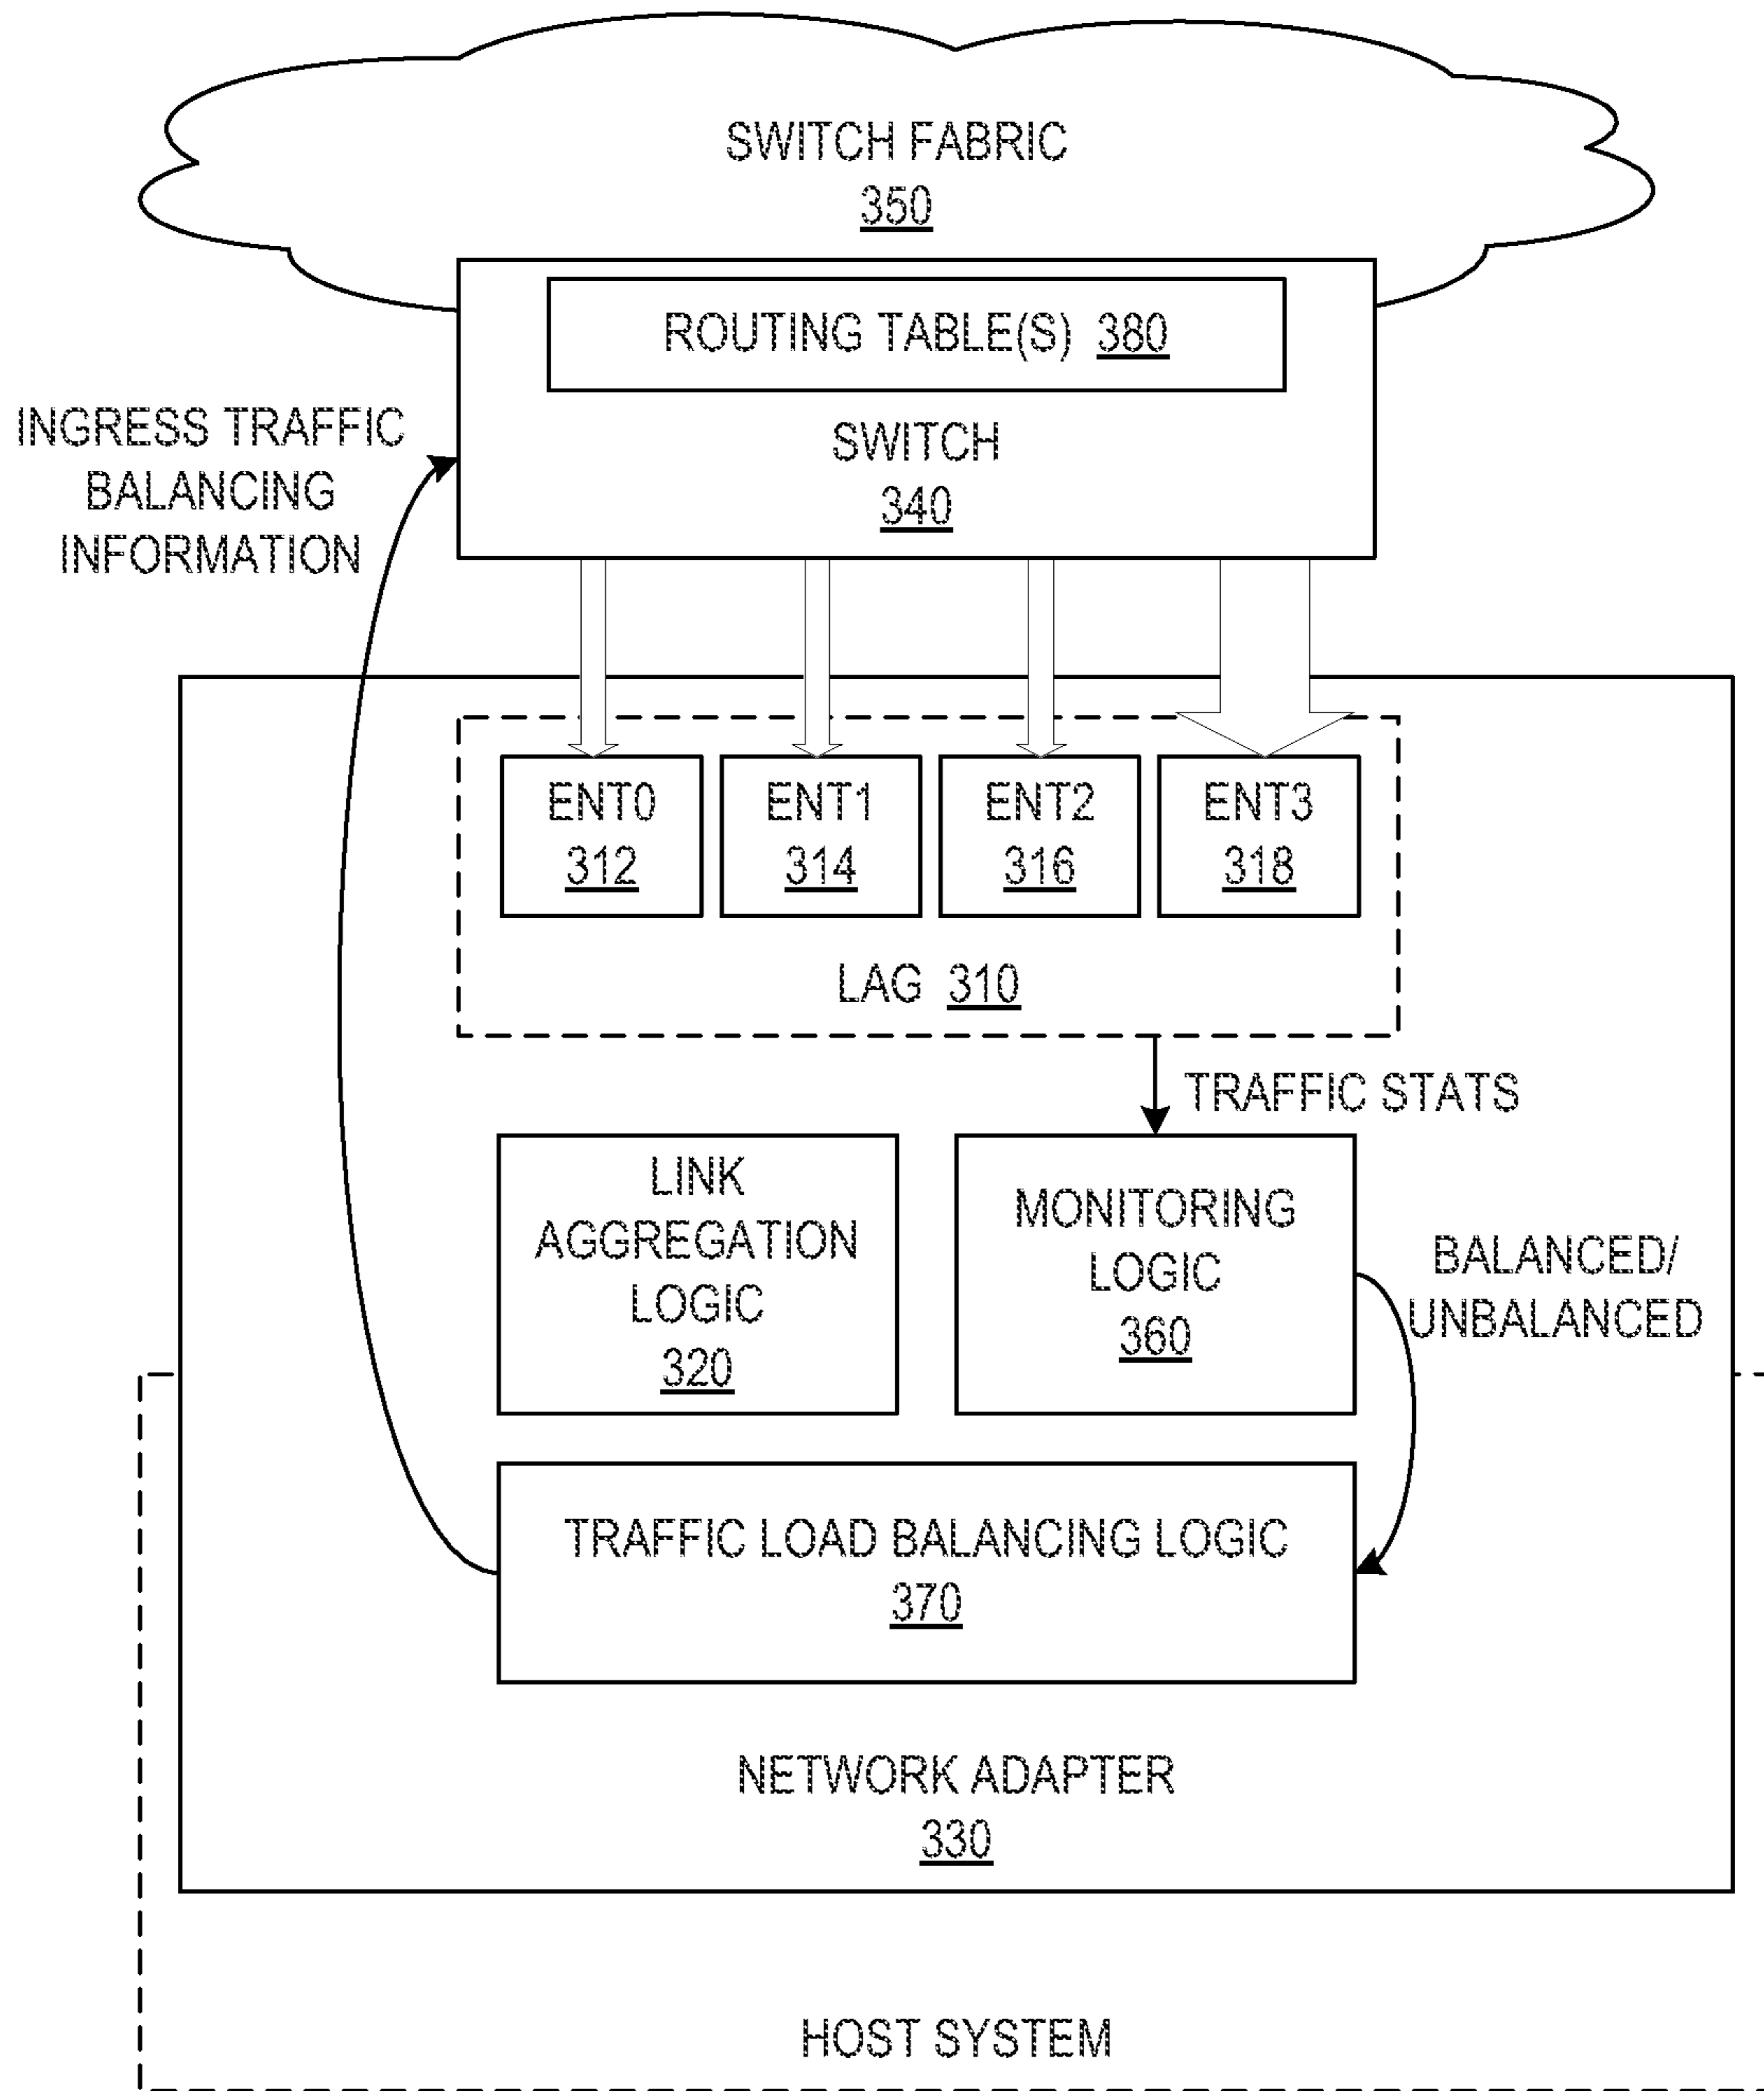 SWITCH FABRIC
350
ROUTING TABLE(S) 380
SWITCH
340
INGRESS TRAFFIC
BALANCING
INFORMATION
ENT0
312
ENT1
314
ENT2
316
ENT3
318
LAG 310
TRAFFIC STATS
LINK
AGGREGATION
LOGIC
320
MONITORING
LOGIC
360
BALANCED/
UNBALANCED
TRAFFIC LOAD BALANCING LOGIC
370
NETWORK ADAPTER
330
HOST SYSTEM